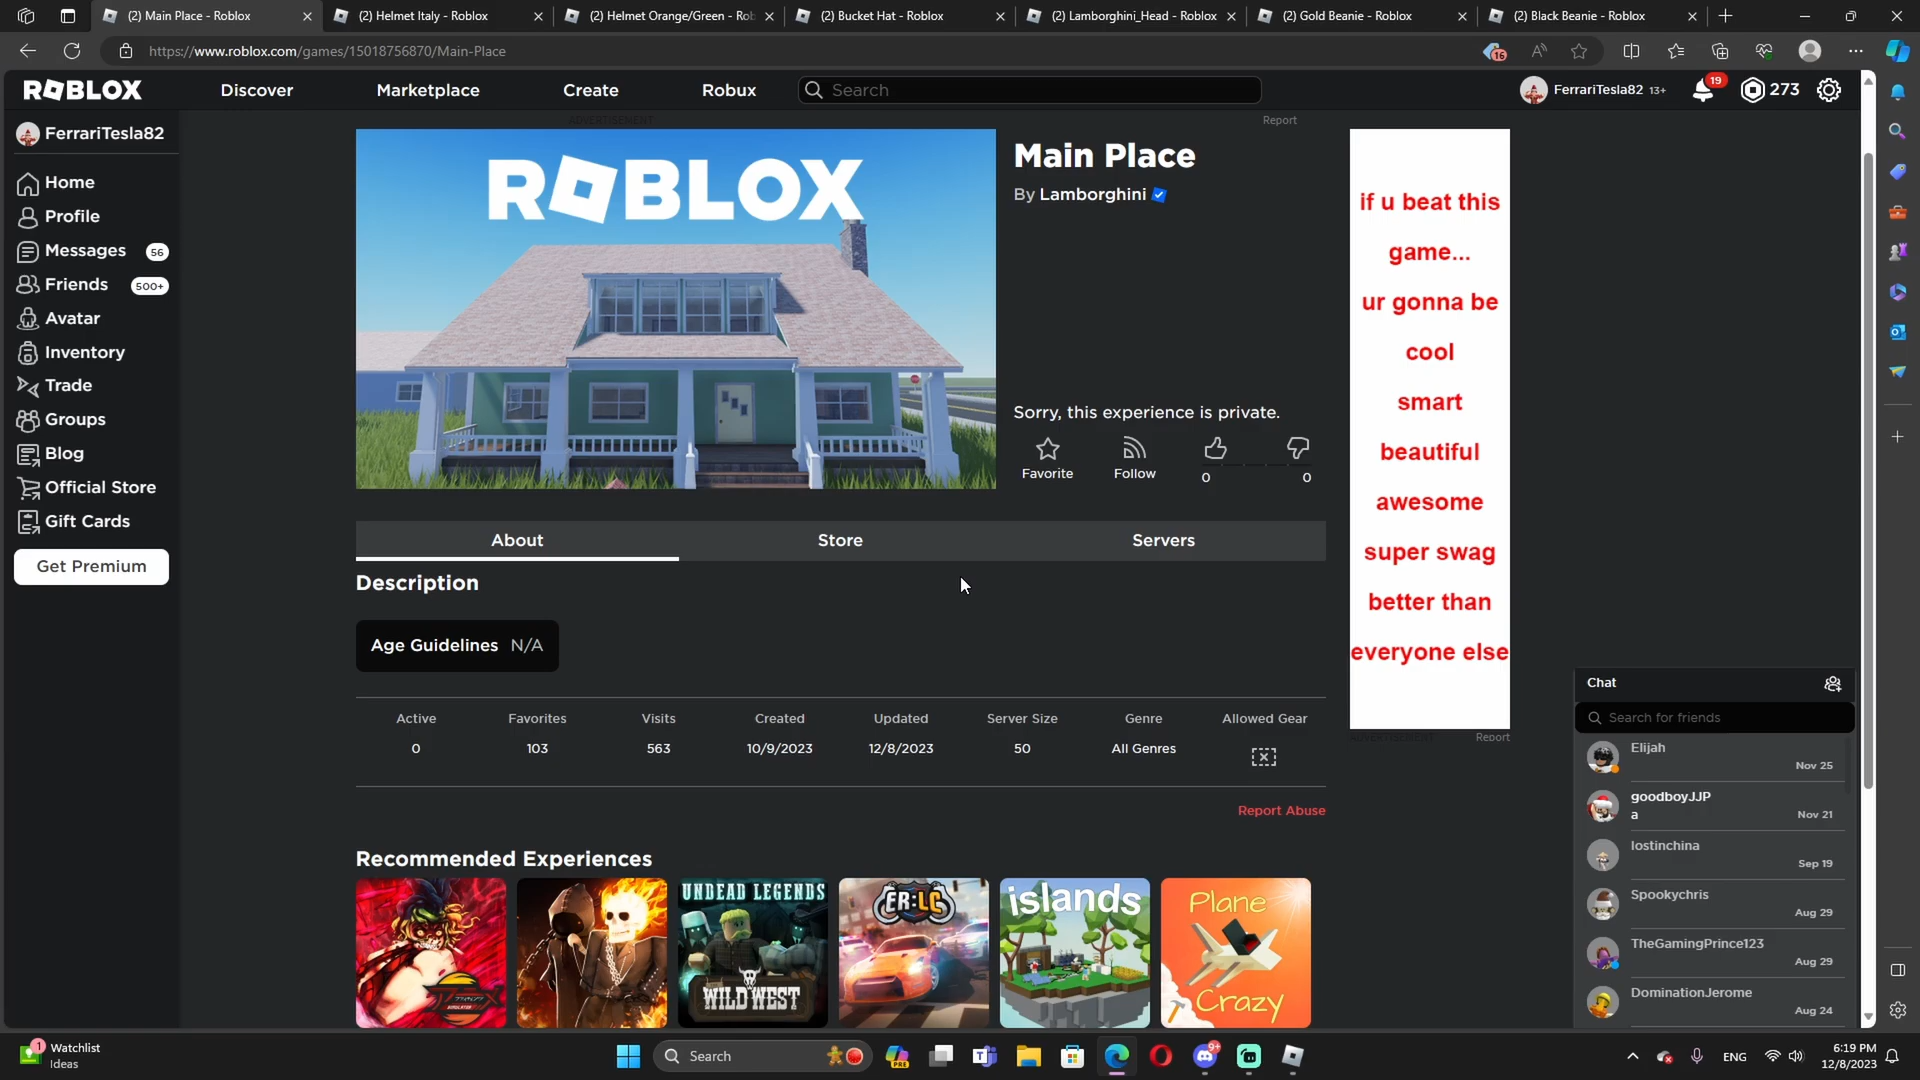 (2) Main Place - Roblox
(2) Helmet Italy - Roblox
(2) Helmet Orange/Green - Rob
(2) Bucket Hat - Roblox
(2) Lamborghini_Head - Roblox
(2) Gold Beanie - Roblox
(2) Black Beanie - Roblox
https://www.roblox.com/games/15018756870/Main-Place
16
ROBLOX
Discover
Marketplace
Create
Robux
Search
FerrariTesla82 13+
19
273
FerrariTesla82
Home
Profile
Messages 56
Friends 500+
Avatar
Inventory
Trade
Groups
Blog
Official Store
Gift Cards
Get Premium
ADVERTISEMENT
Report
ROBLOX
Main Place
By Lamborghini
Sorry, this experience is private.
Favorite
Follow
0
0
if u beat this
game...
ur gonna be
cool
smart
beautiful
awesome
super swag
better than
everyone else
ADVERTISEMENT
Report
About
Store
Servers
Description
Age Guidelines N/A
Active
Favorites
Visits
Created
Updated
Server Size
Genre
Allowed Gear
0
103
563
10/9/2023
12/8/2023
50
All Genres
Report Abuse
Recommended Experiences
UNDEAD LEGENDS
WILD WEST
ER:LC
islands
Plane
Crazy
Chat
Search for friends
Elijah
Nov 25
goodboyJJP
a
Nov 21
lostinchina
Sep 19
Spookychris
Aug 29
TheGamingPrince123
Aug 29
DominationJerome
Aug 24
1
Watchlist
Ideas
Search
PRE
9+
ENG
6:19 PM
12/8/2023